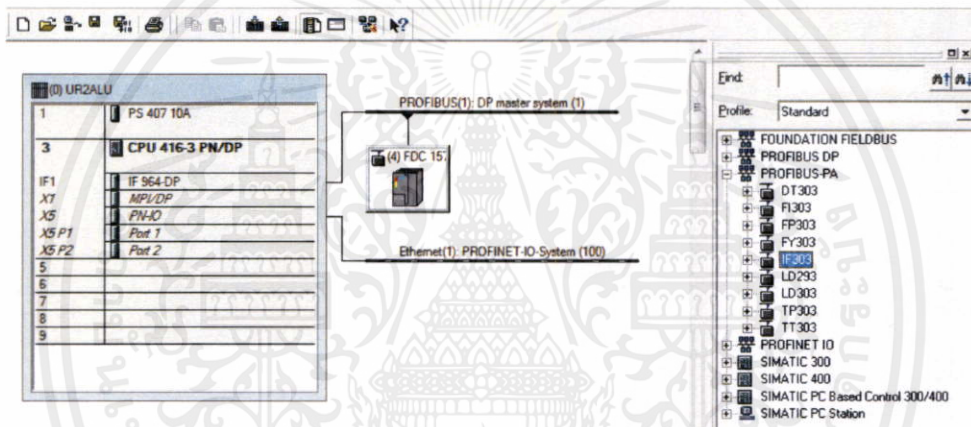 (0) UR2ALU
1 PS 407 10A
3 CPU 416-3 PN/DP
IF1 IF 964-DP
X1 MPI/DP
X5 PN-IO
X5 P1 Port 1
X5 P2 Port 2
5
6
7
8
9
PROFIBUS(1): DP master system (1)
(4) FDC 157
Ethernet(1): PROFINET-IO-System (100)
Find:
Profile: Standard
FOUNDATION FIELDBUS
PROFIBUS DP
PROFIBUS-PA
DT303
FI303
FP303
FY303
IF303
LD293
LD303
TP303
TT303
PROFINET IO
SIMATIC 300
SIMATIC 400
SIMATIC PC Based Control 300/400
SIMATIC PC Station